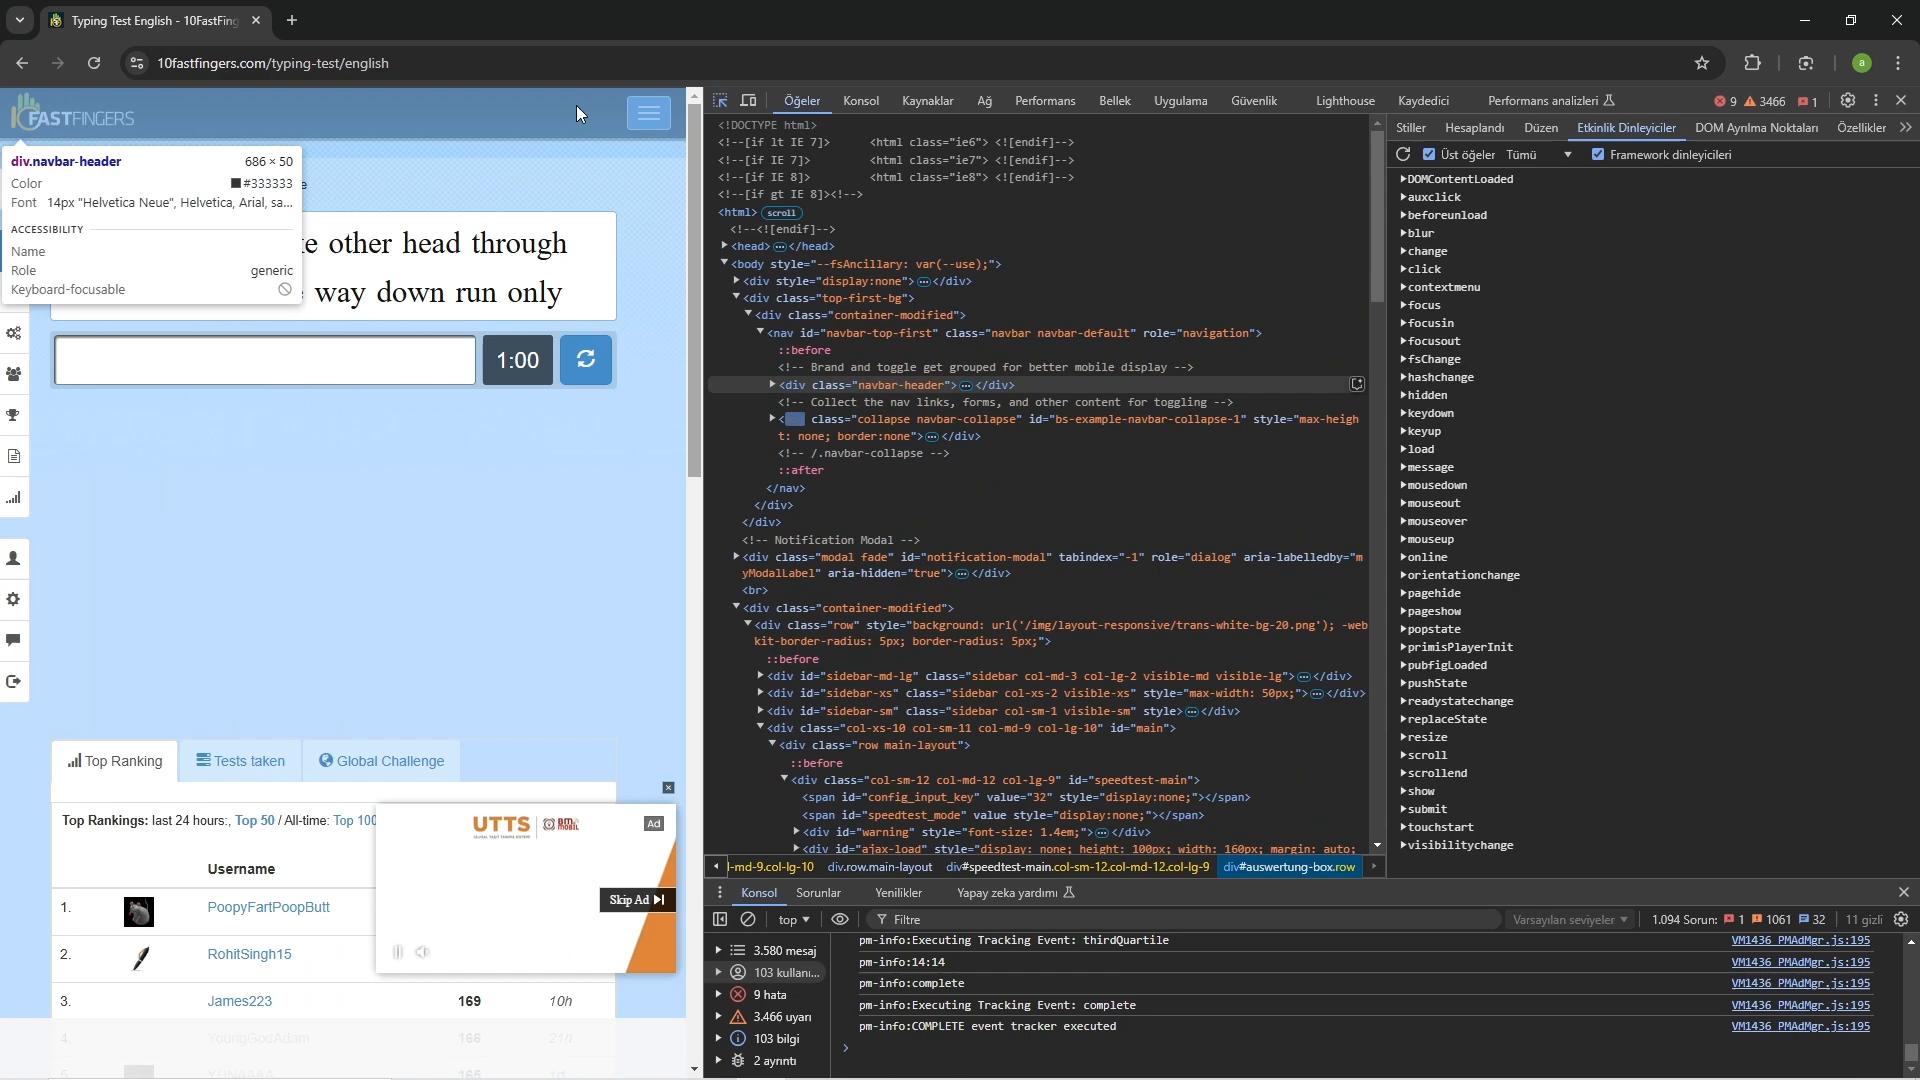 Typing Test English - 10FastFing
10fastfingers.com/typing-test/english
a
FASTFINGERS
div.navbar-header 686 × 50
Color #333333
Font 14px "Helvetica Neue", Helvetica, Arial, sa...
ACCESSIBILITY
Name
Role generic
Keyboard-focusable
other head through
way down run only
1:00
Top Ranking Tests taken Global Challenge
Top Rankings: last 24 hours:, Top 50 / All-time: Top 100
Username
1. PoopyFartPoopButt
2. RohitSingh15
3. James223 169 10h
4. YoungGodAdam 166 21h
5. YUNAAAA 165 1d
UTTS BM MOBIL
Ad
Skip Ad
Öğeler Konsol Kaynaklar Ağ Performans Bellek Uygulama Güvenlik Lighthouse Kaydedici Performans analizleri 9 3466 1
<!DOCTYPE html>
<!--[if lt IE 7]> <html class="ie6"> <![endif]-->
<!--[if IE 7]> <html class="ie7"> <![endif]-->
<!--[if IE 8]> <html class="ie8"> <![endif]-->
<!--[if gt IE 8]><!-->
<html> scroll
<!--<![endif]-->
<head> </head>
<body style="--fsAncillary: var(--use);">
<div style="display:none"> </div>
<div class="top-first-bg">
<div class="container-modified">
<nav id="navbar-top-first" class="navbar navbar-default" role="navigation">
::before
<!-- Brand and toggle get grouped for better mobile display -->
<div class="navbar-header"> </div>
<!-- Collect the nav links, forms, and other content for toggling -->
< class="collapse navbar-collapse" id="bs-example-navbar-collapse-1" style="max-heigh
t: none; border:none"> </div>
<!-- /.navbar-collapse -->
::after
</nav>
</div>
</div>
<!-- Notification Modal -->
<div class="modal fade" id="notification-modal" tabindex="-1" role="dialog" aria-labelledby="m
yModalLabel" aria-hidden="true"> </div>
<br>
<div class="container-modified">
<div class="row" style="background: url('/img/layout-responsive/trans-white-bg-20.png'); -web
kit-border-radius: 5px; border-radius: 5px;">
::before
<div id="sidebar-md-lg" class="sidebar col-md-3 col-lg-2 visible-md visible-lg"> </div>
<div id="sidebar-xs" class="sidebar col-xs-2 visible-xs" style="max-width: 50px;"> </div>
<div id="sidebar-sm" class="sidebar col-sm-1 visible-sm" style> </div>
<div class="col-xs-10 col-sm-11 col-md-9 col-lg-10" id="main">
<div class="row main-layout">
::before
<div class="col-sm-12 col-md-12 col-lg-9" id="speedtest-main">
<span id="config_input_key" value="32" style="display:none;"></span>
<span id="speedtest_mode" value style="display:none;"></span>
<div id="warning" style="font-size: 1.4em;"> </div>
<div id="ajax-load" style="display: none; height: 100px; width: 160px; margin: auto;
l-md-9.col-lg-10 div.row.main-layout div#speedtest-main.col-sm-12.col-md-12.col-lg-9 div#auswertung-box.row
Stiller Hesaplandı Düzen Etkinlik Dinleyiciler DOM Ayrılma Noktaları Özellikler
Üst öğeler Tümü Framework dinleyicileri
DOMContentLoaded
auxclick
beforeunload
blur
change
click
contextmenu
focus
focusin
focusout
fsChange
hashchange
hidden
keydown
keyup
load
message
mousedown
mouseout
mouseover
mouseup
online
orientationchange
pagehide
pageshow
popstate
primisPlayerInit
pubfigLoaded
pushState
readystatechange
replaceState
resize
scroll
scrollend
show
submit
touchstart
visibilitychange
Konsol Sorunlar Yenilikler Yapay zeka yardımı
top Filtre Varsayılan seviyeler 1.094 Sorun: 1 1061 32 11 gizli
3.580 mesaj
103 kullanı...
9 hata
3.466 uyarı
103 bilgi
2 ayrıntı
pm-info:Executing Tracking Event: thirdQuartile VM1436 PMAdMgr.js:195
pm-info:14:14 VM1436 PMAdMgr.js:195
pm-info:complete VM1436 PMAdMgr.js:195
pm-info:Executing Tracking Event: complete VM1436 PMAdMgr.js:195
pm-info:COMPLETE event tracker executed VM1436 PMAdMgr.js:195